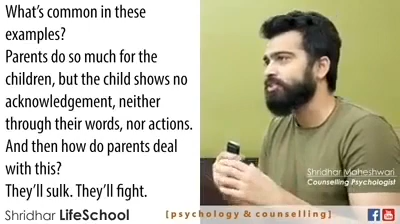 What's common in these
examples?
Parents do so much for the
children, but the child shows no
acknowledgement, neither
through their words, nor actions.
And then how do parents deal
with this?
They'll sulk. They'll fight.
Shridhar Maheshwari
Counselling Psychologist
Shridhar LifeSchool
[psychology & counselling]